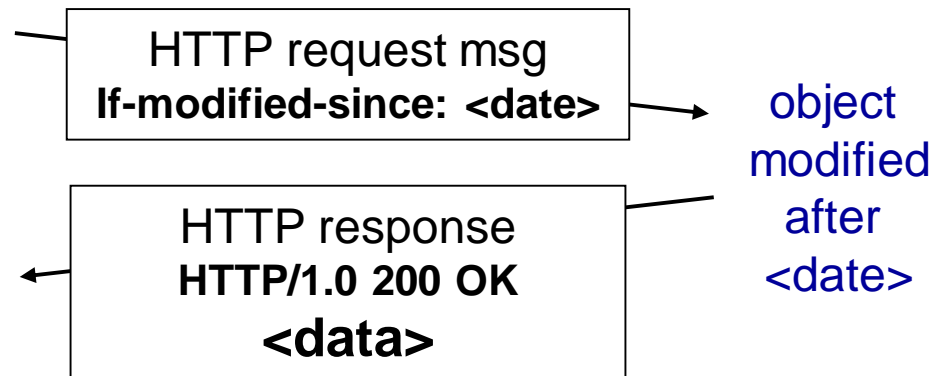 HTTP request msg
If-modified-since: <date>
object
modified
after
<date>
HTTP response
HTTP/1.0 200 OK
<data>